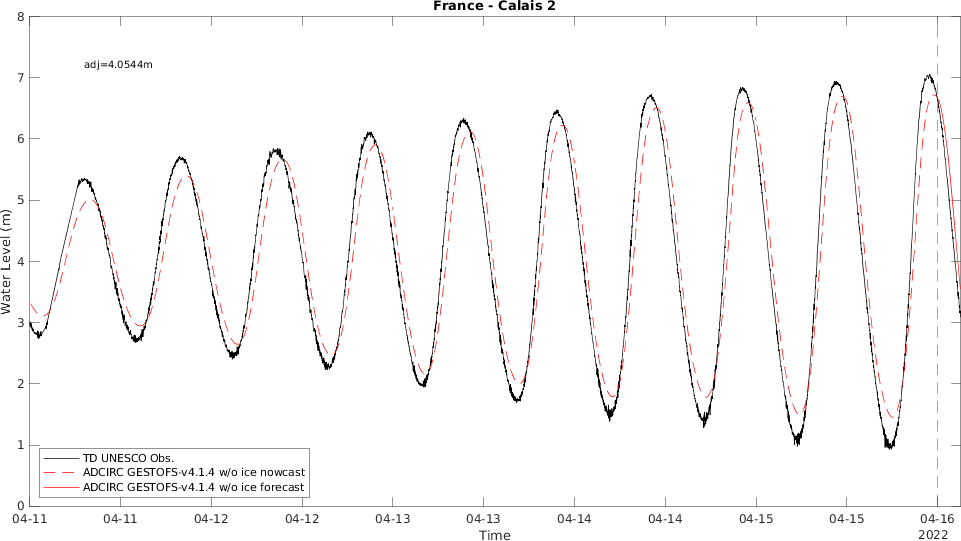 France - Calais 2
adj=4.0544m
8
7
6
5
4
3
2
1
0
Water Level (m)
TD UNESCO Obs.
ADCIRC GESTOFS-v4.1.4 w/o ice nowcast
ADCIRC GESTOFS-v4.1.4 w/o ice forecast
04-11 04-11 04-12 04-12 04-13 04-13 04-14 04-14 04-15 04-15 04-16
Time
2022